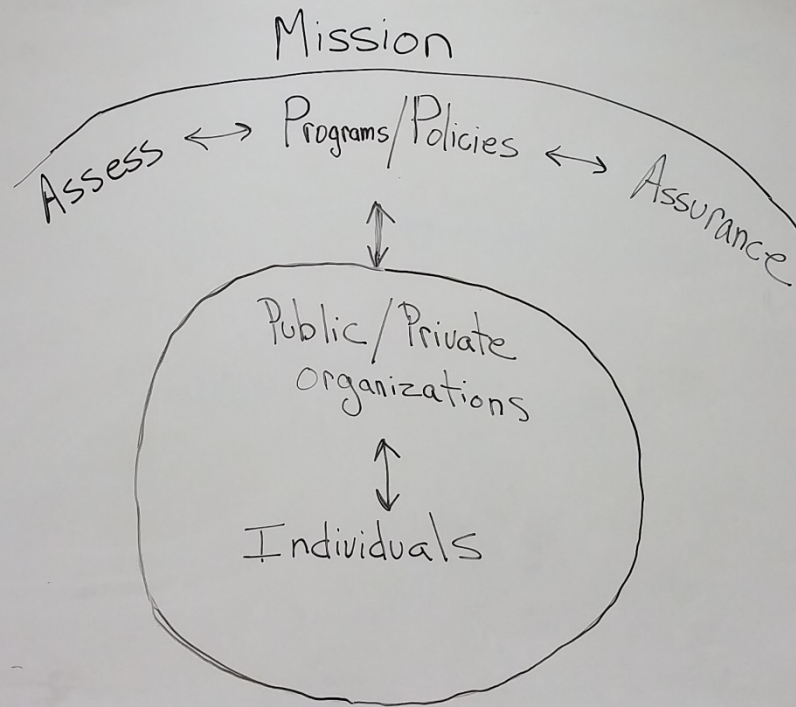 Mission
Assess ↔ Programs/Policies ↔ Assurance
Public/Private
organizations
Individuals